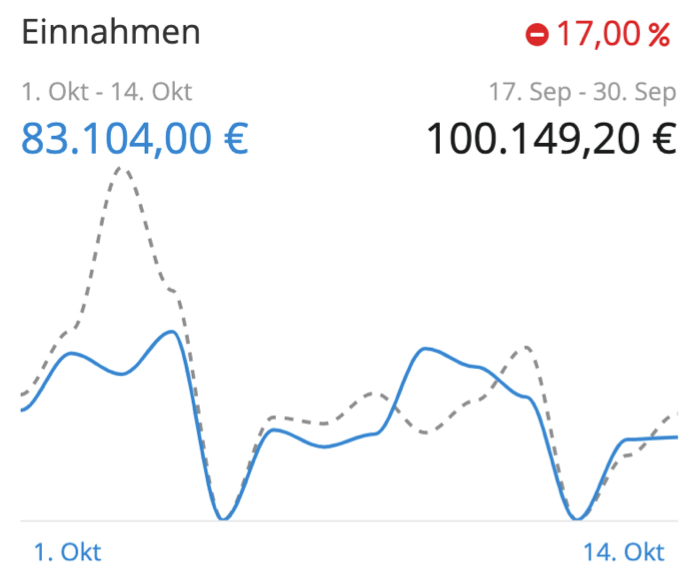 Einnahmen
17,00 %
1. Okt - 14. Okt
17. Sep - 30. Sep
83.104,00 €
100.149,20 €
1. Okt
14. Okt